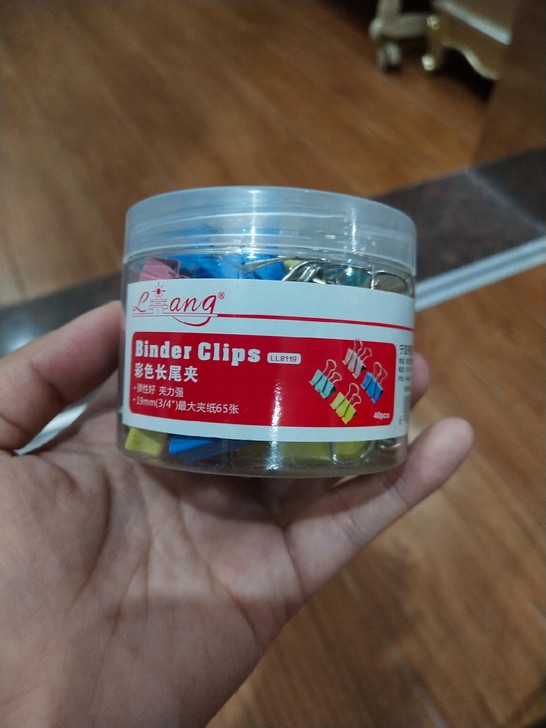 Liang®
Binder Clips LL8119
彩色长尾夹
•弹性好 夹力强
•19mm(3/4")最大夹纸65张
40pcs